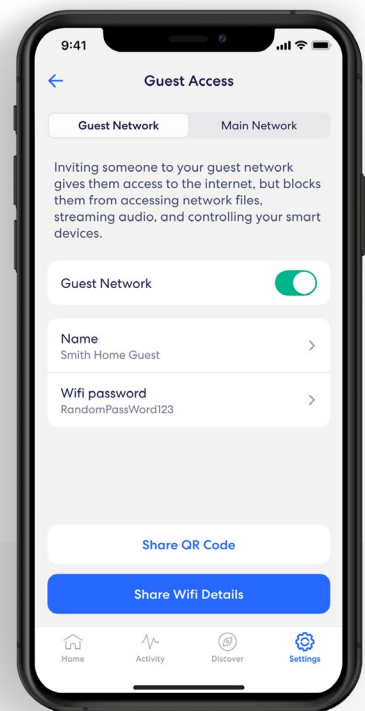 9:41
Guest Access
Guest Network
Main Network
Inviting someone to your guest network
gives them access to the internet, but blocks
them from accessing network files,
streaming audio, and controlling your smart
devices.
Guest Network
Name
Smith Home Guest
Wifi password
RandomPassWord123
Share QR Code
Share Wifi Details
Home
Activity
Discover
Settings